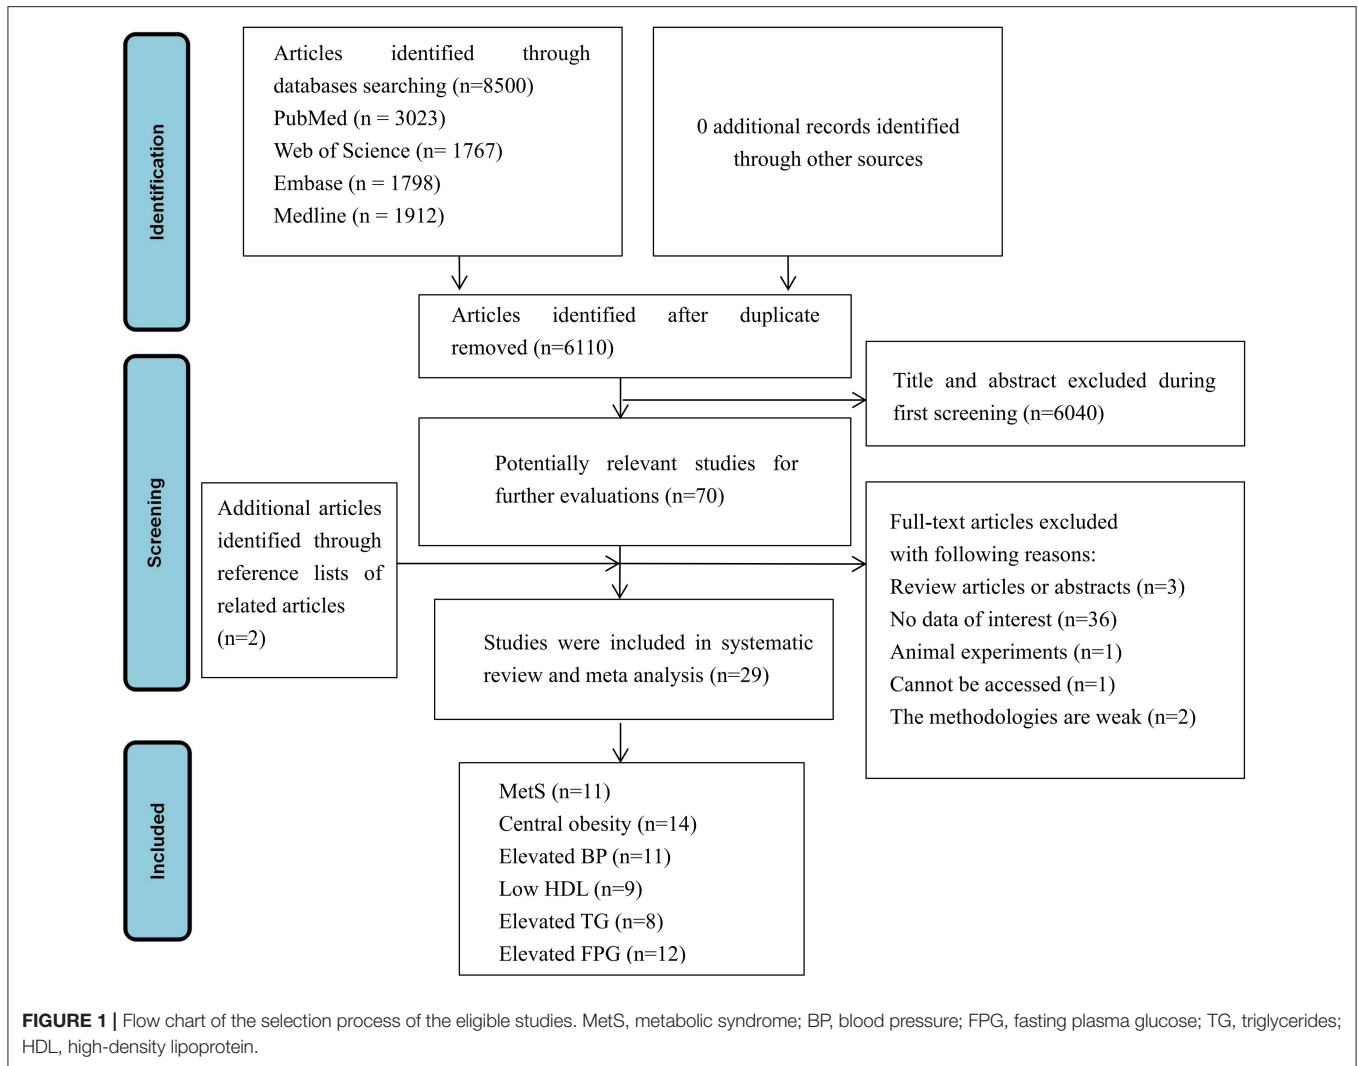 Identification
Articles identified through
databases searching (n=8500)
PubMed (n = 3023)
Web of Science (n= 1767)
Embase (n = 1798)
Medline (n = 1912)
0 additional records identified
through other sources
Articles identified after duplicate
removed (n=6110)
Screening
Title and abstract excluded during
first screening (n=6040)
Potentially relevant studies for
further evaluations (n=70)
Additional articles
identified through
reference lists of
related articles
(n=2)
Full-text articles excluded
with following reasons:
Review articles or abstracts (n=3)
No data of interest (n=36)
Animal experiments (n=1)
Cannot be accessed (n=1)
The methodologies are weak (n=2)
Studies were included in systematic
review and meta analysis (n=29)
Included
MetS (n=11)
Central obesity (n=14)
Elevated BP (n=11)
Low HDL (n=9)
Elevated TG (n=8)
Elevated FPG (n=12)
FIGURE 1 | Flow chart of the selection process of the eligible studies. MetS, metabolic syndrome; BP, blood pressure; FPG, fasting plasma glucose; TG, triglycerides;
HDL, high-density lipoprotein.